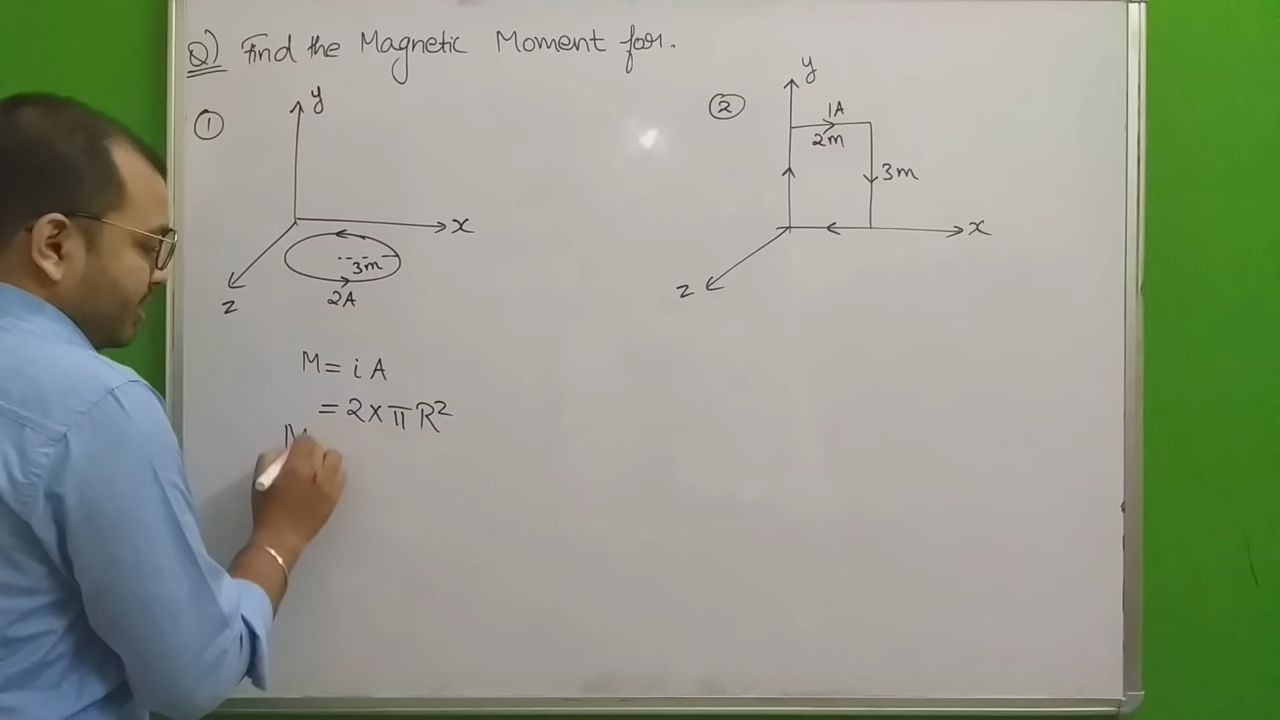 Q) Find the Magnetic Moment for.
①
y
x
z
3m
2A
②
y
1A
2m
3m
x
z
M = i A
= 2 × π R²
M